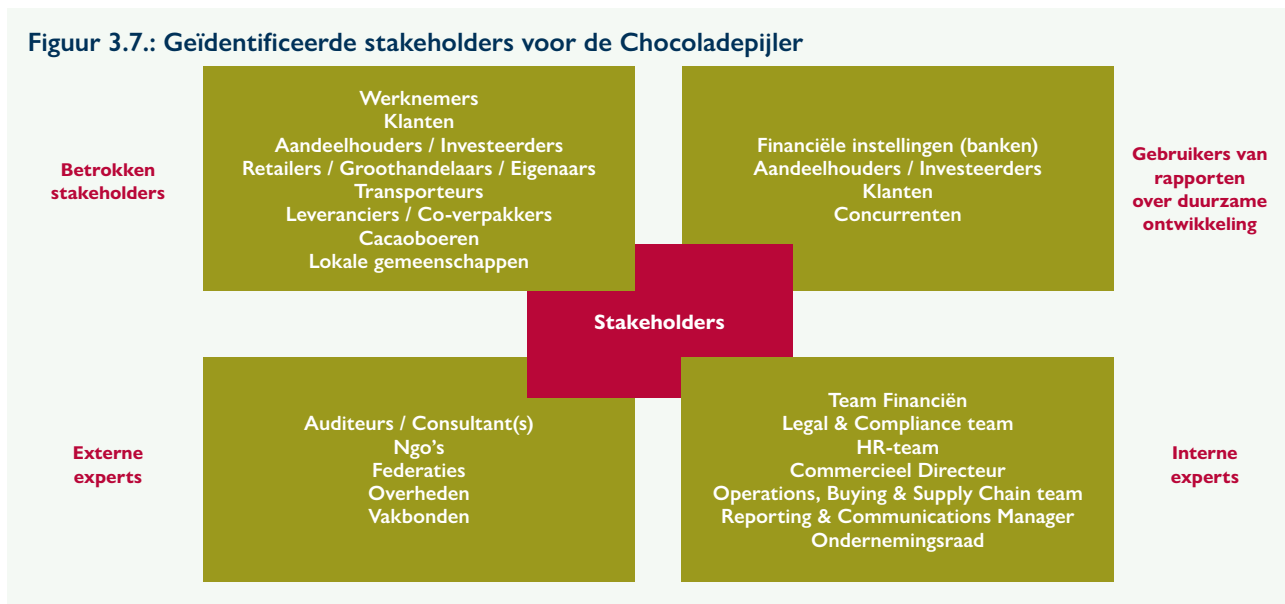 Figuur 3.7.: Geïdentificeerde stakeholders voor de Chocoladepijler
Betrokken
stakeholders
Werknemers
Klanten
Aandeelhouders / Investeerders
Retailers / Groothandelaars / Eigenaars
Transporteurs
Leveranciers / Co-verpakkers
Cacaoboeren
Lokale gemeenschappen
Financiële instellingen (banken)
Aandeelhouders / Investeerders
Klanten
Concurrenten
Gebruikers van
rapporten
over duurzame
ontwikkeling
Stakeholders
Externe
experts
Auditeurs / Consultant(s)
Ngo's
Federaties
Overheden
Vakbonden
Team Financiën
Legal & Compliance team
HR-team
Commercieel Directeur
Operations, Buying & Supply Chain team
Reporting & Communications Manager
Ondernemingsraad
Interne
experts